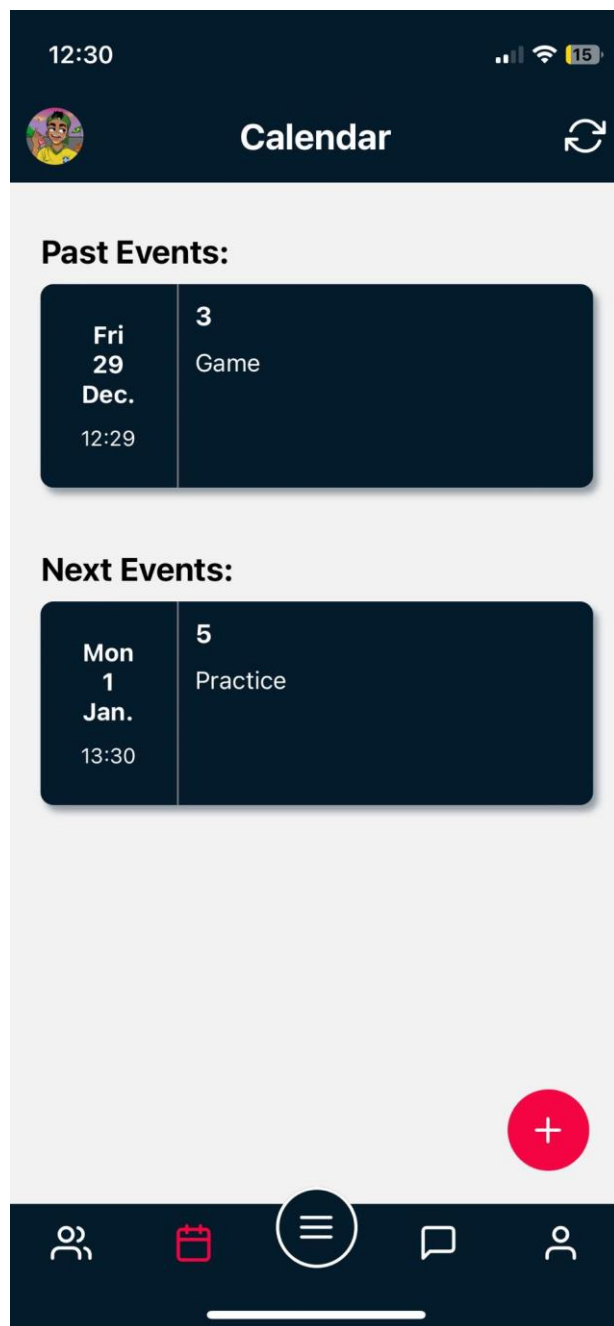 12:30
15
Calendar
Past Events:
Fri
29
Dec.
12:29
3
Game
Next Events:
Mon
1
Jan.
13:30
5
Practice